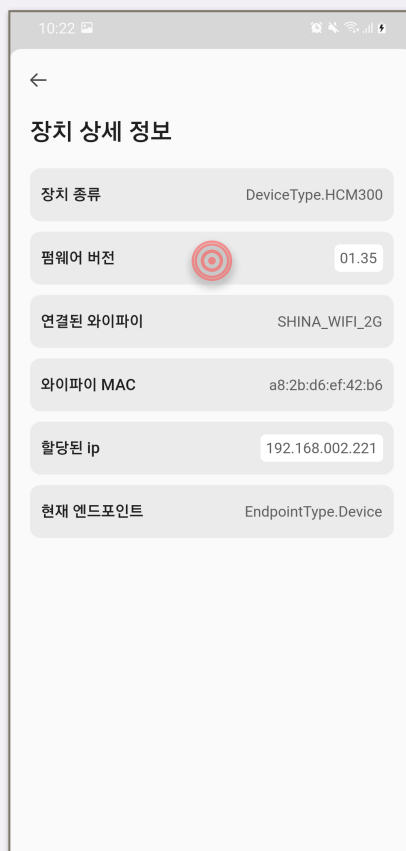 10:22
장치 상세 정보
장치 종류 DeviceType.HCM300
펌웨어 버전 01.35
연결된 와이파이 SHINA_WIFI_2G
와이파이 MAC a8:2b:d6:ef:42:b6
할당된 ip 192.168.002.221
현재 엔드포인트 EndpointType.Device